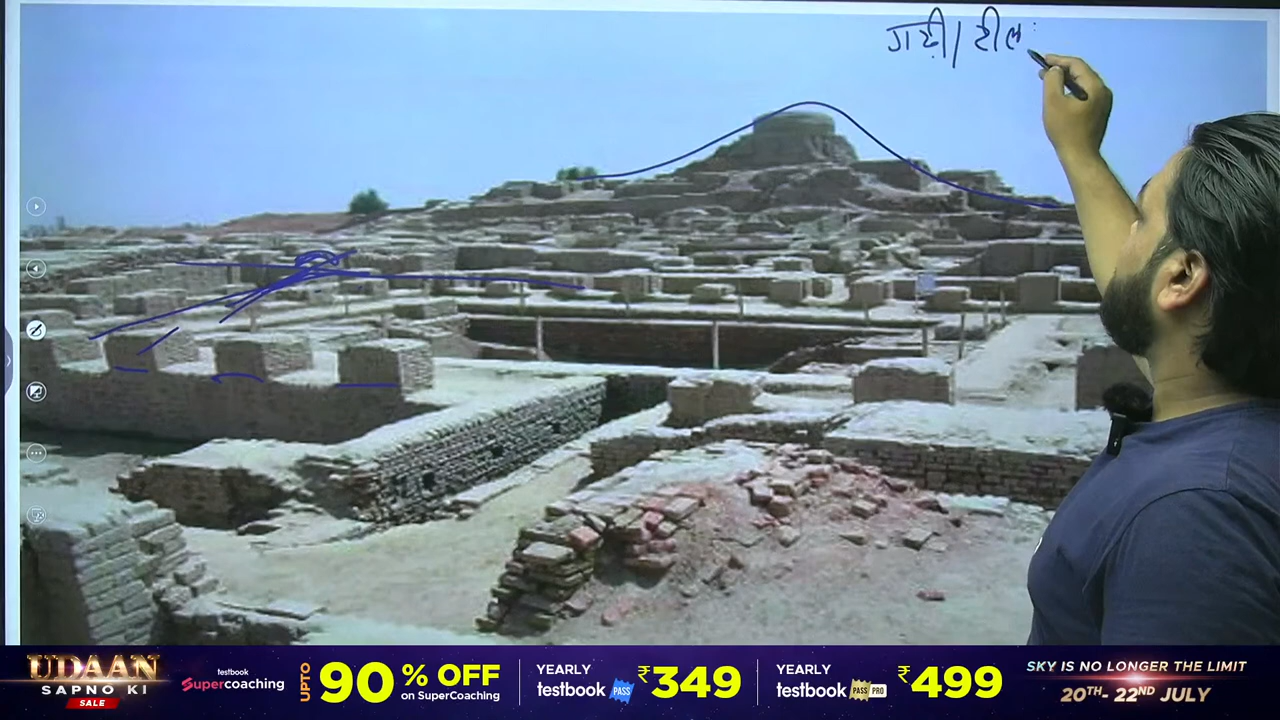 गढ़ी / टील
UDAAN
SAPNO KI
SALE
testbook
Supercoaching
UPTO 90 % OFF
on SuperCoaching
YEARLY
testbook PASS
₹349
YEARLY
testbook PASS PRO
₹499
SKY IS NO LONGER THE LIMIT
20TH- 22ND JULY